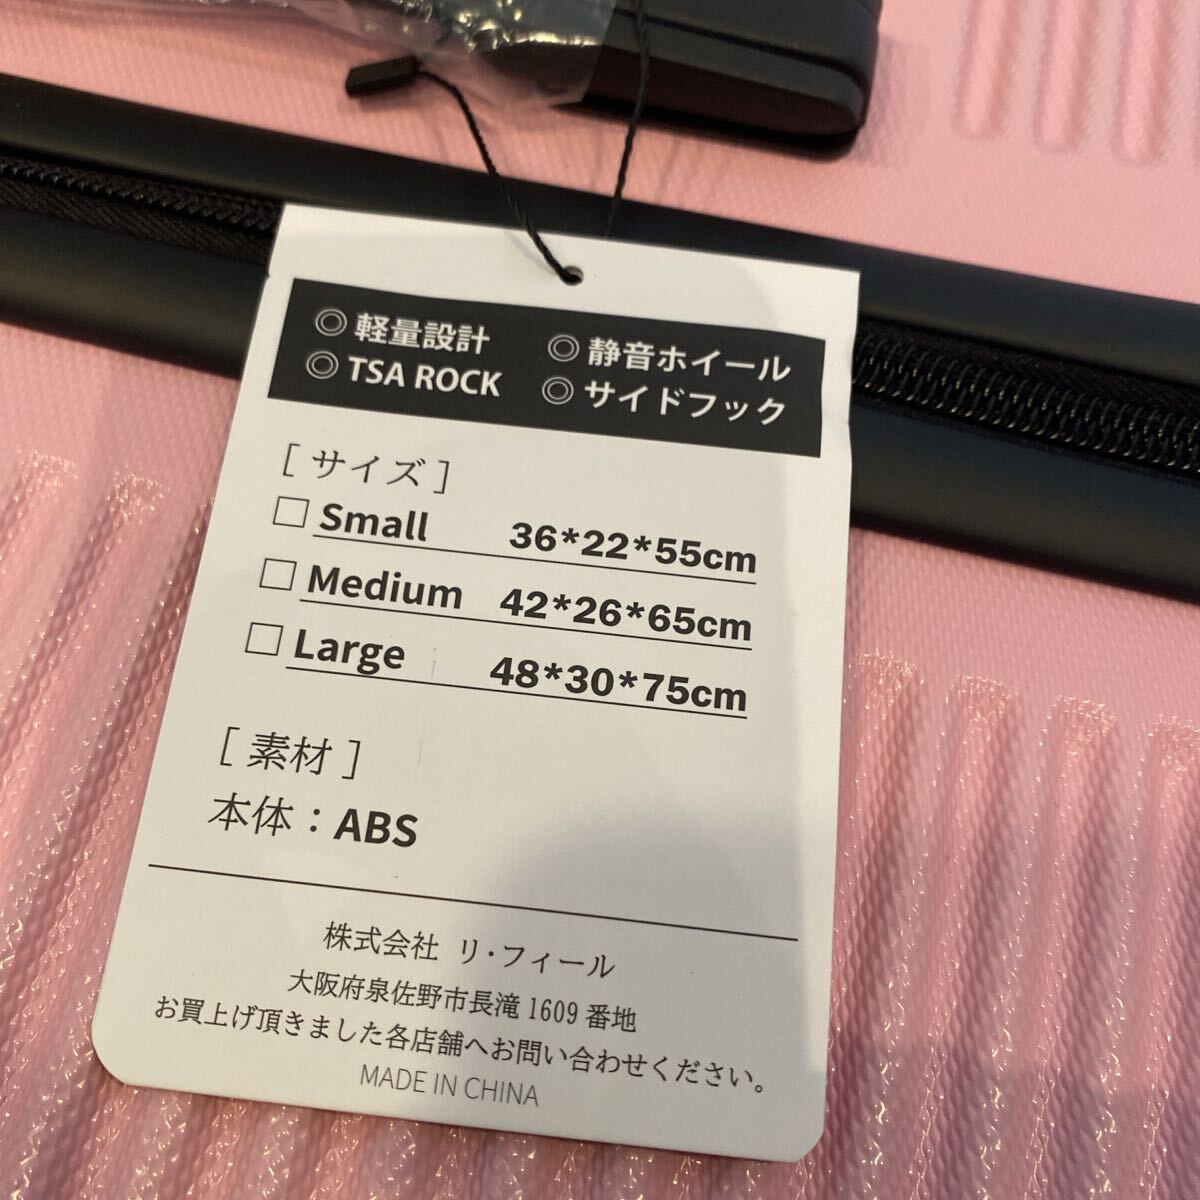 ◎ 軽量設計 ◎ 静音ホイール
◎ TSA ROCK ◎ サイドフック
[ サイズ ]
□ Small 36*22*55cm
□ Medium 42*26*65cm
□ Large 48*30*75cm
[ 素材 ]
本体：ABS
株式会社 リ・フィール
大阪府泉佐野市長滝 1609 番地
お買上げ頂きました各店舗へお問い合わせください。
MADE IN CHINA